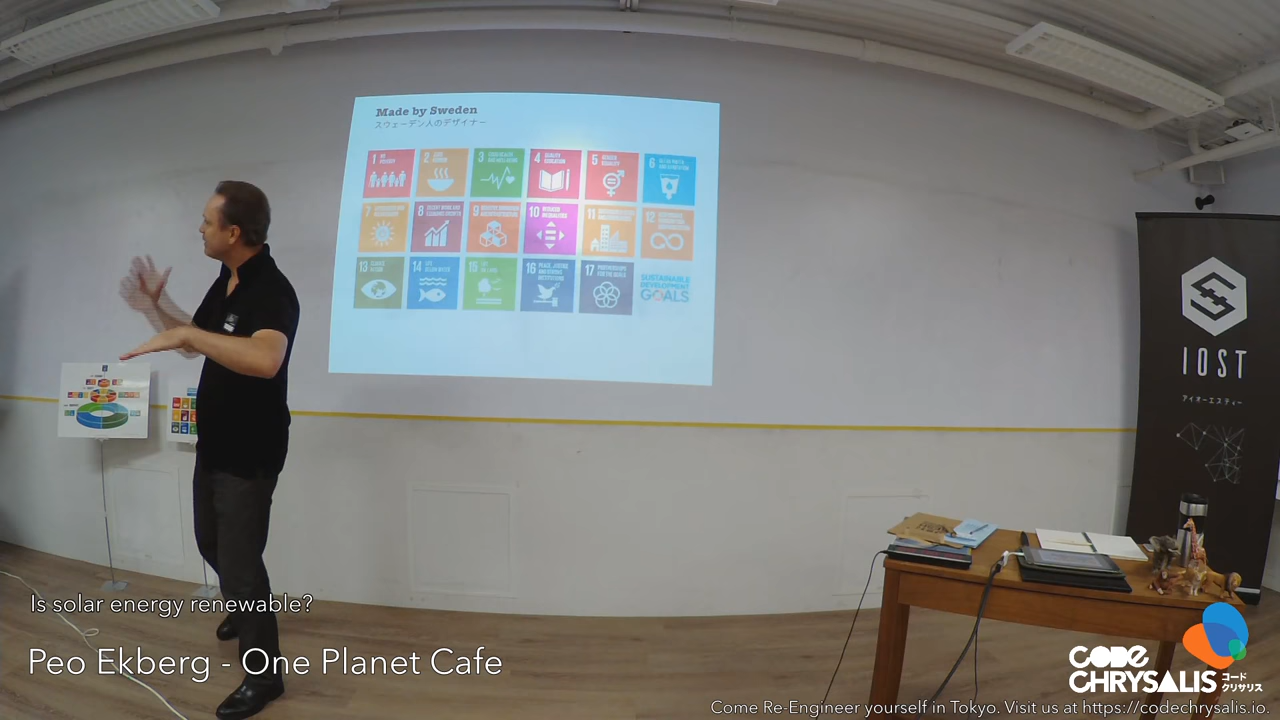 Made by Sweden
スウェーデン人のデザイナー
1 NO
POVERTY
2
3 GOOD HEALTH
AND WELL-BEING
4 QUALITY
EDUCATION
5 GENDER
EQUALITY
6
7
8 DECENT WORK AND
ECONOMIC GROWTH
9
10 REDUCED
INEQUALITIES
11
12
13 CLIMATE
ACTION
14 LIFE
BELOW WATER
15 LIFE
ON LAND
16 PEACE, JUSTICE
AND STRONG
INSTITUTIONS
17 PARTNERSHIPS
FOR THE GOALS
SUSTAINABLE
DEVELOPMENT
GOALS
IOST
アイオーエスティー
Is solar energy renewable?
Peo Ekberg - One Planet Cafe
CODE
CHRYSALIS
コード
クリサリス
Come Re-Engineer yourself in Tokyo. Visit us at https://codechrysalis.io.